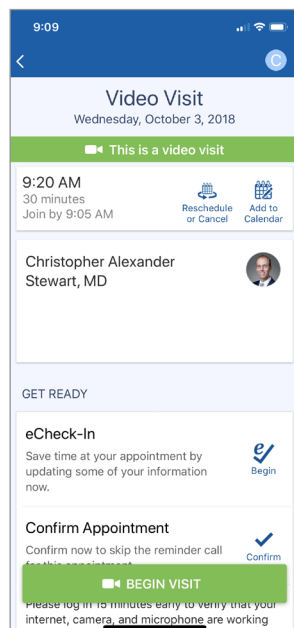 9:09
C
Video Visit
Wednesday, October 3, 2018
This is a video visit
9:20 AM
30 minutes
Join by 9:05 AM
Reschedule
or Cancel
Add to
Calendar
Christopher Alexander
Stewart, MD
GET READY
eCheck-In
Save time at your appointment by
updating some of your information
now.
Begin
Confirm Appointment
Confirm now to skip the reminder call
for this appointment.
Confirm
BEGIN VISIT
Please log in 15 minutes early to verify that your
internet, camera, and microphone are working